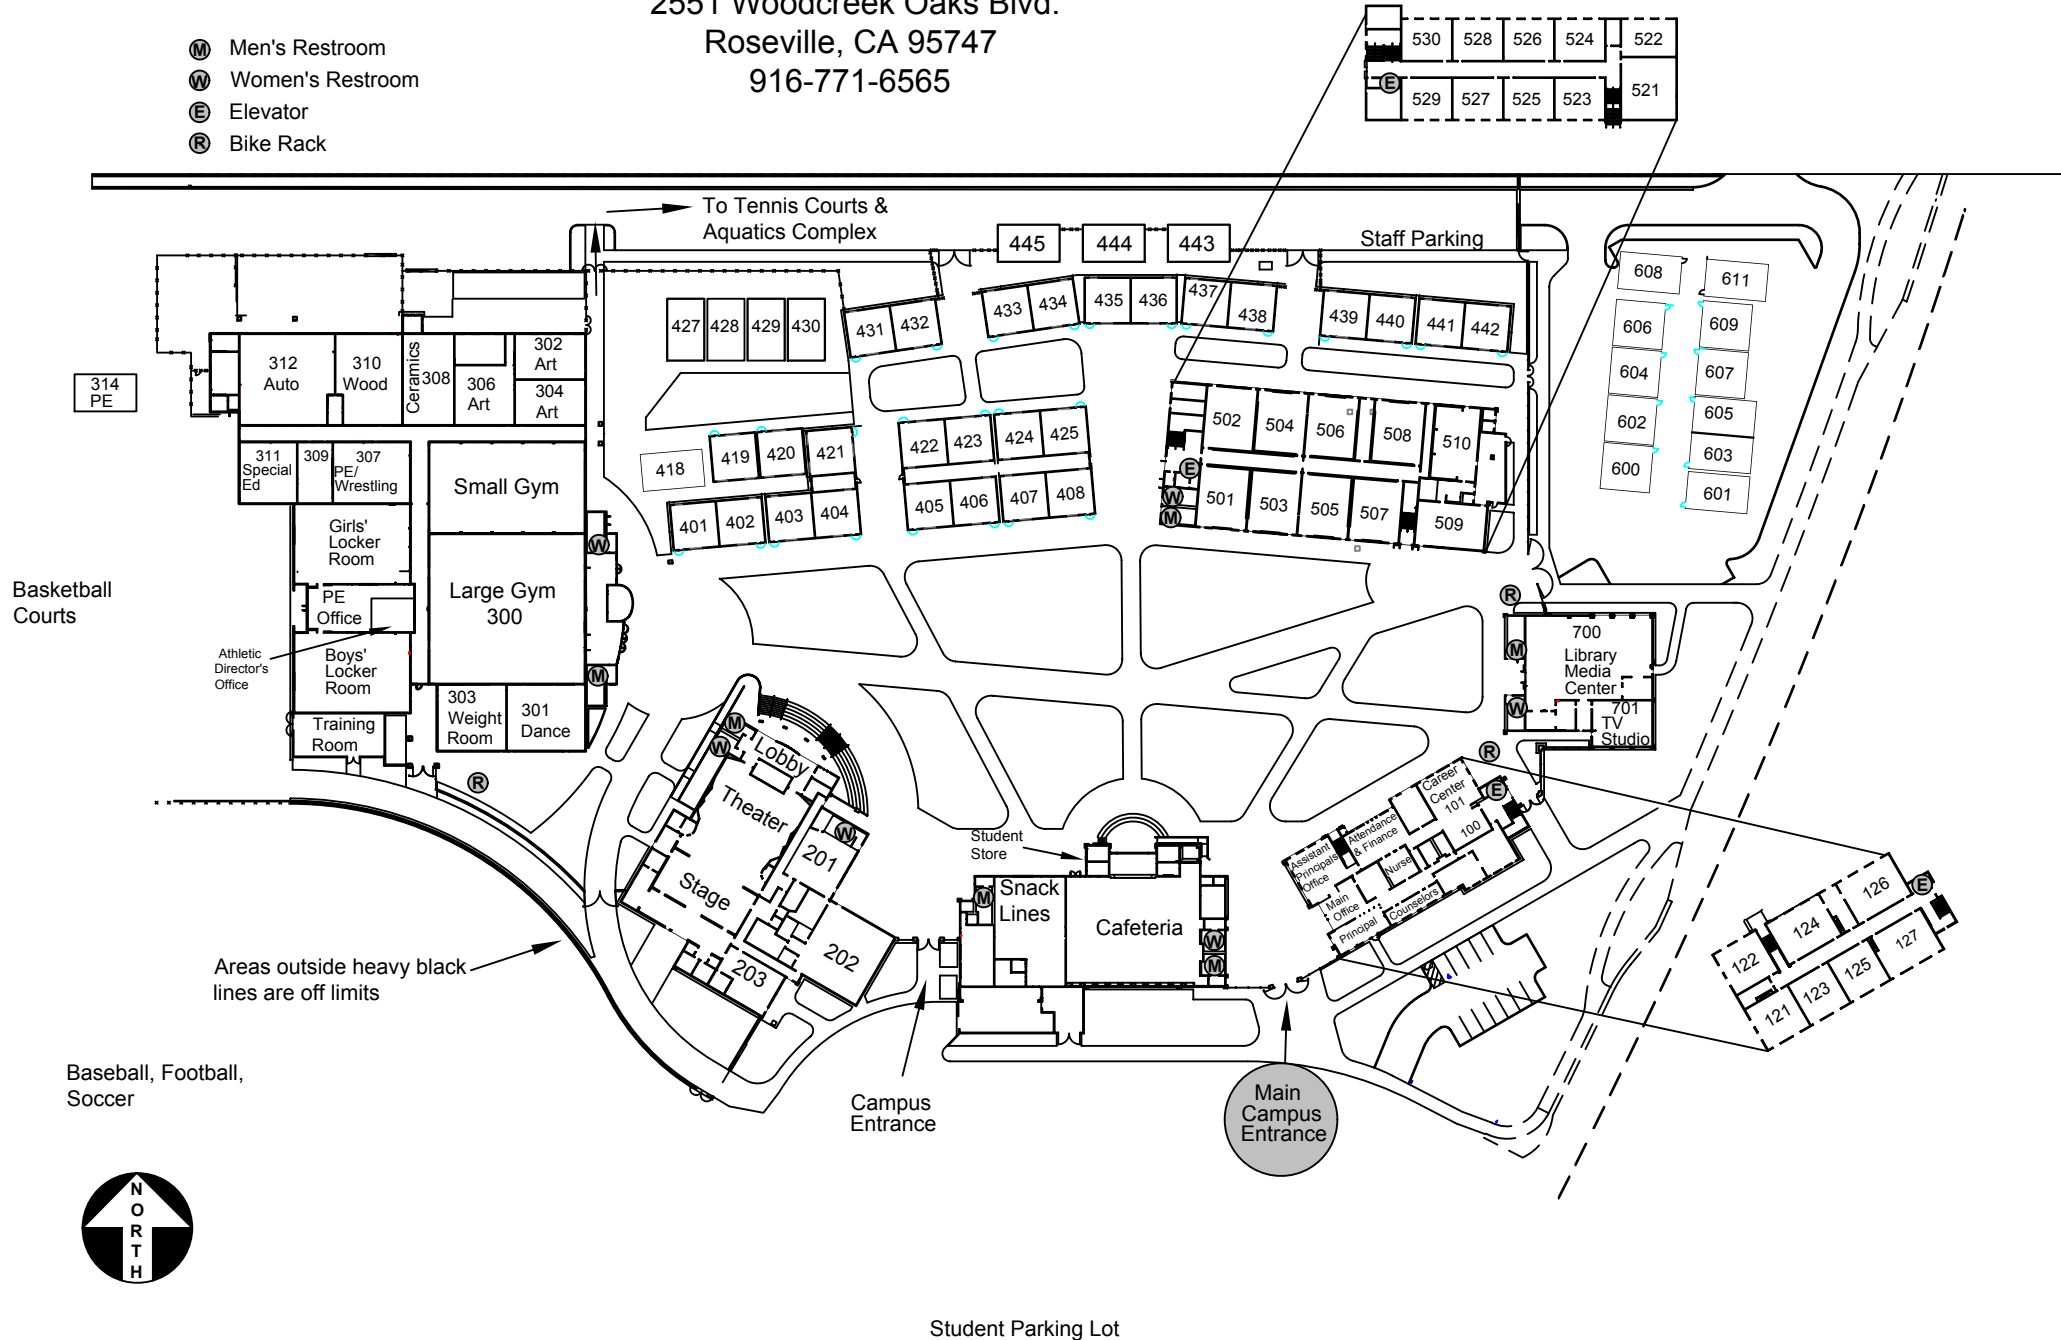 2551 Woodcreek Oaks Blvd.
Roseville, CA 95747
916-771-6565
M Men's Restroom
W Women's Restroom
E Elevator
R Bike Rack
530 528 526 524 522
E
529 527 525 523 521
To Tennis Courts &
Aquatics Complex
445 444 443
Staff Parking
608 611
606 609
604 607
602 605
603
600
601
427 428 429 430
431 432
433 434
435 436
437
438
439 440 441 442
314
PE
312
Auto
310
Wood
Ceramics
308
306
Art
302
Art
304
Art
311
Special
Ed
309
307
PE/
Wrestling
Small Gym
Girls'
Locker
Room
Large Gym
300
PE
Office
Athletic
Director's
Office
Boys'
Locker
Room
Training
Room
303
Weight
Room
301
Dance
W
M
R
Basketball
Courts
418 419 420 421
401 402 403 404
422 423 424 425
405 406 407 408
502 504 506 508 510
E
W
M
501 503 505 507 509
R
M
W
700
Library
Media
Center
701
TV
Studio
R
M
W
Lobby
Theater
Stage
W
201
202
203
Student
Store
M
Snack
Lines
Cafeteria
W
M
Career
Center
101
E
100
Attendance
& Finance
Assistant
Principals
Office
Nurse
Main
Office
Counselors
Principal
126
E
124
127
122
125
123
121
Areas outside heavy black
lines are off limits
Baseball, Football,
Soccer
Campus
Entrance
Main
Campus
Entrance
N
O
R
T
H
Student Parking Lot